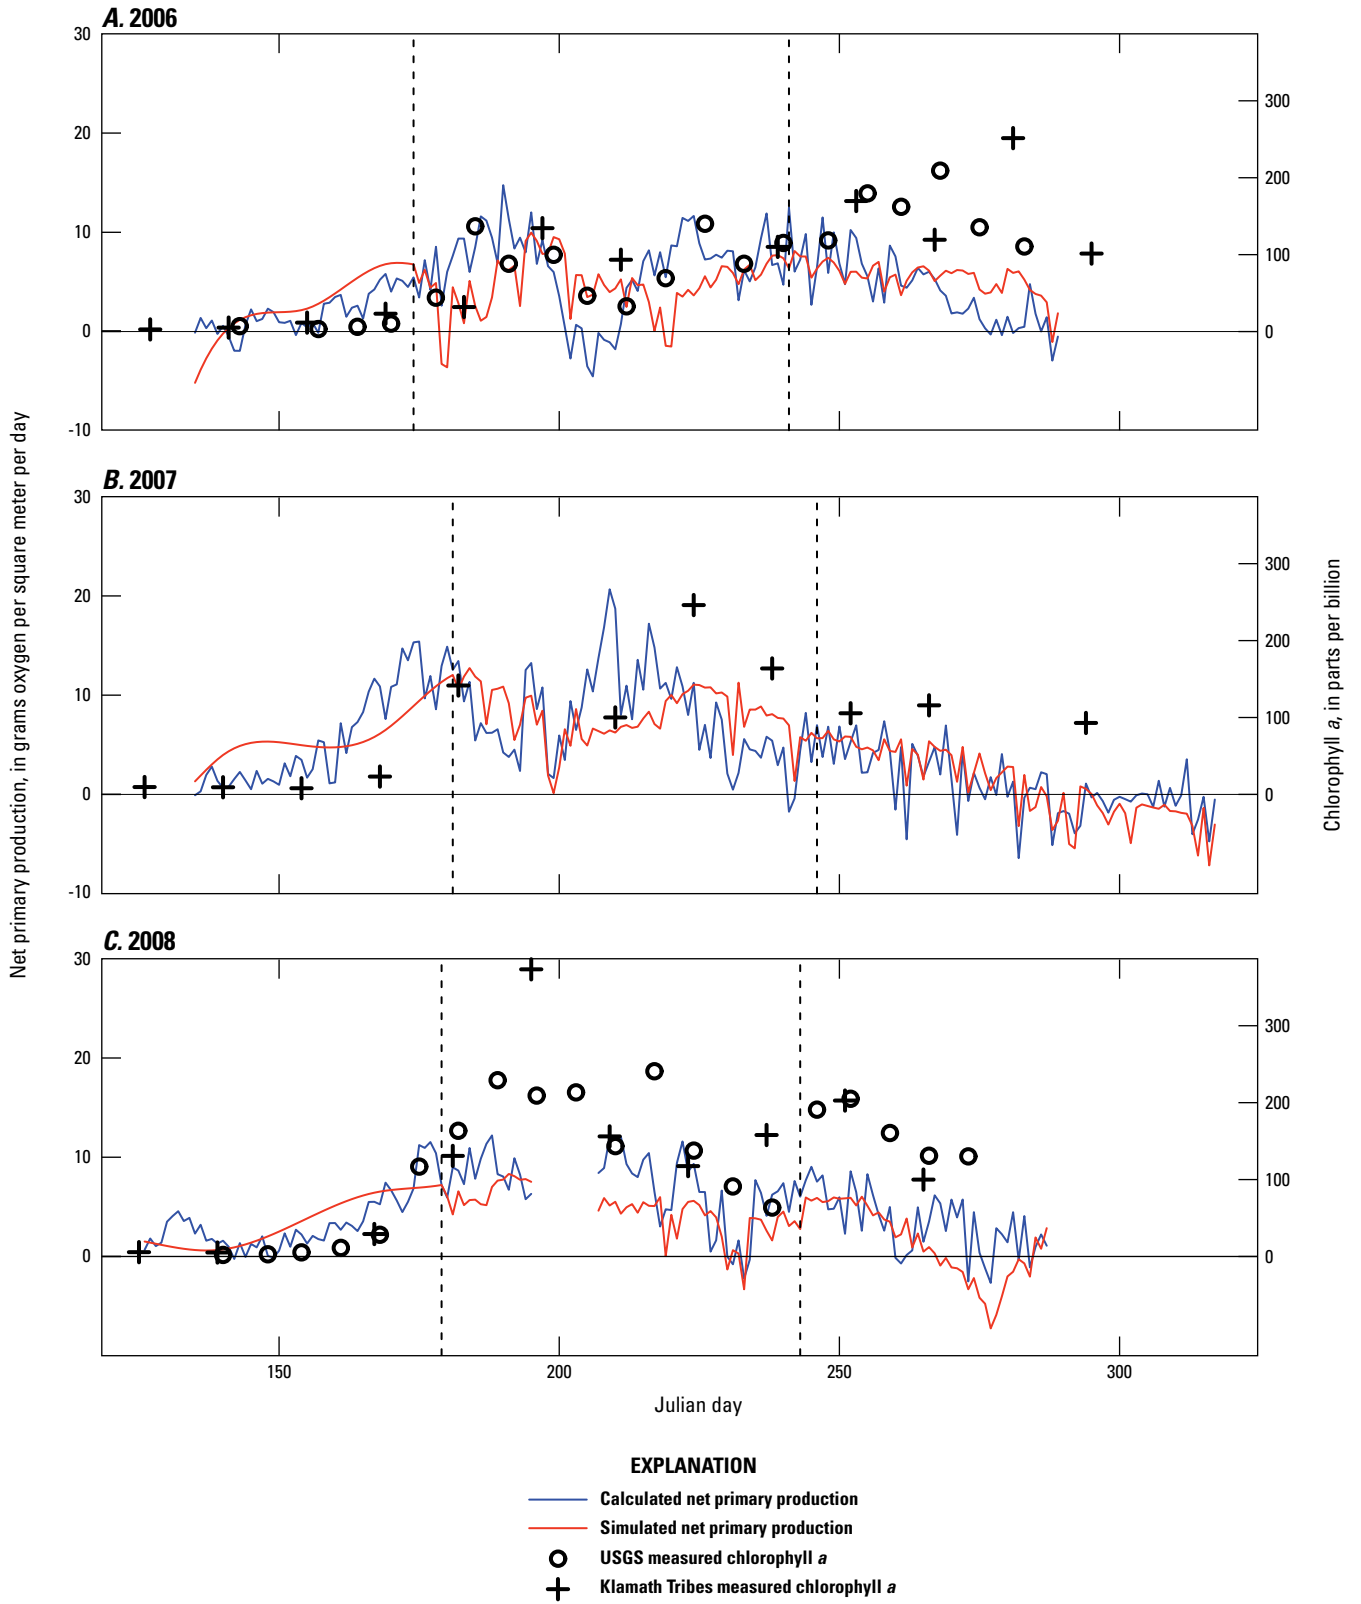 A. 2006
30
20
10
0
-10
300
200
100
0
B. 2007
30
20
10
0
-10
300
200
100
0
C. 2008
30
20
10
0
300
200
100
0
150
200
250
300
Julian day
Net primary production, in grams oxygen per square meter per day
Chlorophyll a, in parts per billion
EXPLANATION
Calculated net primary production
Simulated net primary production
USGS measured chlorophyll a
Klamath Tribes measured chlorophyll a